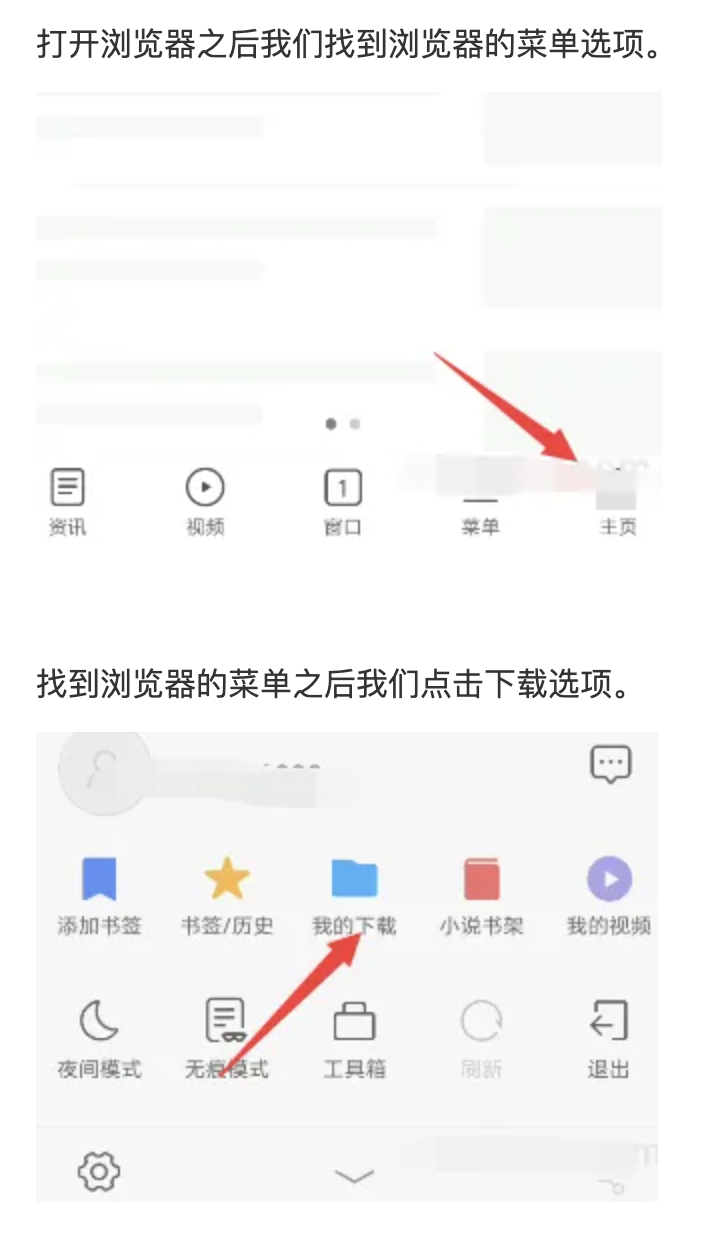 打开浏览器之后我们找到浏览器的菜单选项。
1
资讯 视频 窗口 菜单 主页
找到浏览器的菜单之后我们点击下载选项。
添加书签 书签/历史 我的下载 小说书架 我的视频
夜间模式 无痕模式 工具箱 刷新 退出